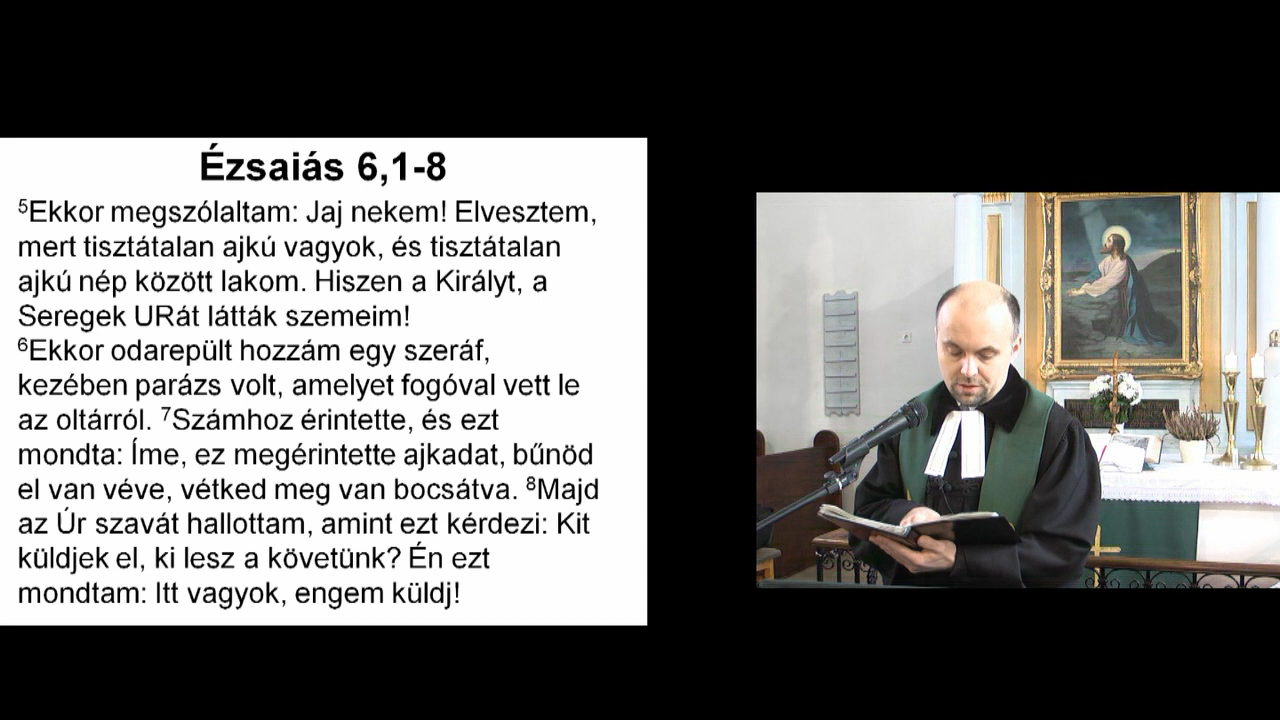 Ézsaiás 6,1-8
⁵Ekkor megszólaltam: Jaj nekem! Elvesztem,
mert tisztátalan ajkú vagyok, és tisztátalan
ajkú nép között lakom. Hiszen a Királyt, a
Seregek URát látták szemeim!
⁶Ekkor odarepült hozzám egy szeráf,
kezében parázs volt, amelyet fogóval vett le
az oltárról. ⁷Számhoz érintette, és ezt
mondta: Íme, ez megérintette ajkadat, bűnöd
el van véve, vétked meg van bocsátva. ⁸Majd
az Úr szavát hallottam, amint ezt kérdezi: Kit
küldjek el, ki lesz a követünk? Én ezt
mondtam: Itt vagyok, engem küldj!